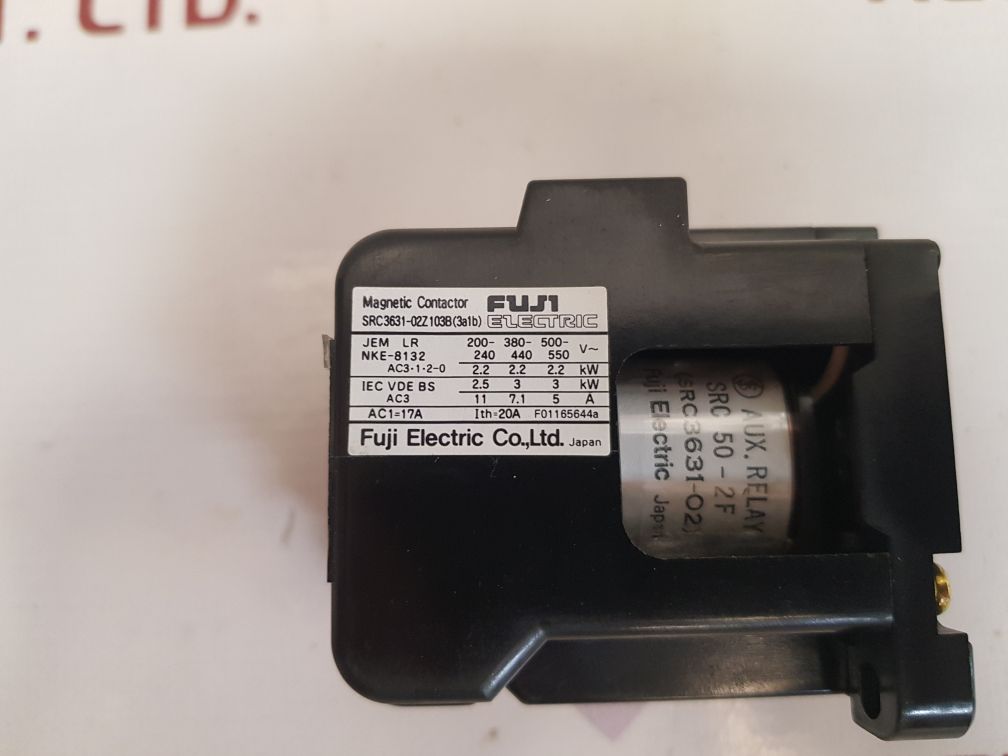 T. LTD.
Magnetic Contactor FUJI
SRC3631-02Z103B(3a1b) ELECTRIC
JEM LR 200- 380- 500- V~
NKE-8132 240 440 550
AC3·1·2-0 2.2 2.2 2.2 kW
IEC VDE BS 2.5 3 3 kW
AC3 11 7.1 5 A
AC1=17A Ith=20A F01165644a
Fuji Electric Co.,Ltd. Japan
AUX. RELAY
SRC 50-2F
(SRC3631-02)
Fuji Electric Japan